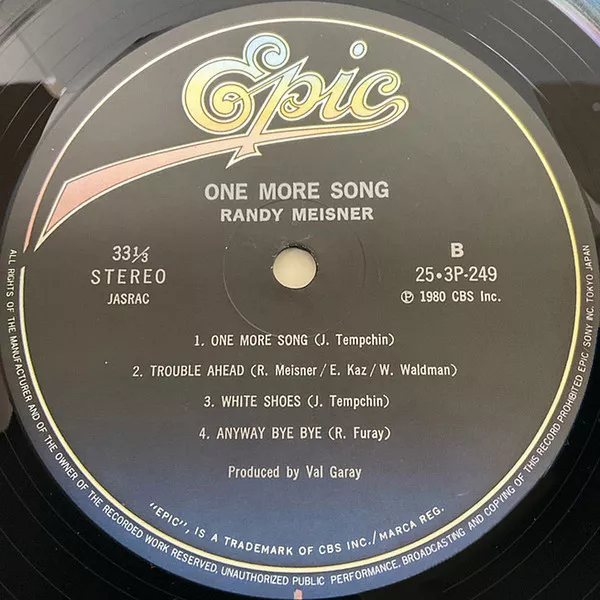 Epic
ONE MORE SONG
RANDY MEISNER
33⅓
STEREO
JASRAC
B
25•3P-249
Ⓟ 1980 CBS Inc.
1. ONE MORE SONG (J. Tempchin)
2. TROUBLE AHEAD (R. Meisner/E. Kaz/W. Waldman)
3. WHITE SHOES (J. Tempchin)
4. ANYWAY BYE BYE (R. Furay)
Produced by Val Garay
"EPIC", IS A TRADEMARK OF CBS INC./MARCA REG.
ALL RIGHTS OF THE MANUFACTURER AND OF THE OWNER OF THE RECORDED WORK RESERVED, UNAUTHORIZED PUBLIC PERFORMANCE, BROADCASTING AND COPYING OF THIS RECORD PROHIBITED EPIC/SONY INC. TOKYO JAPAN